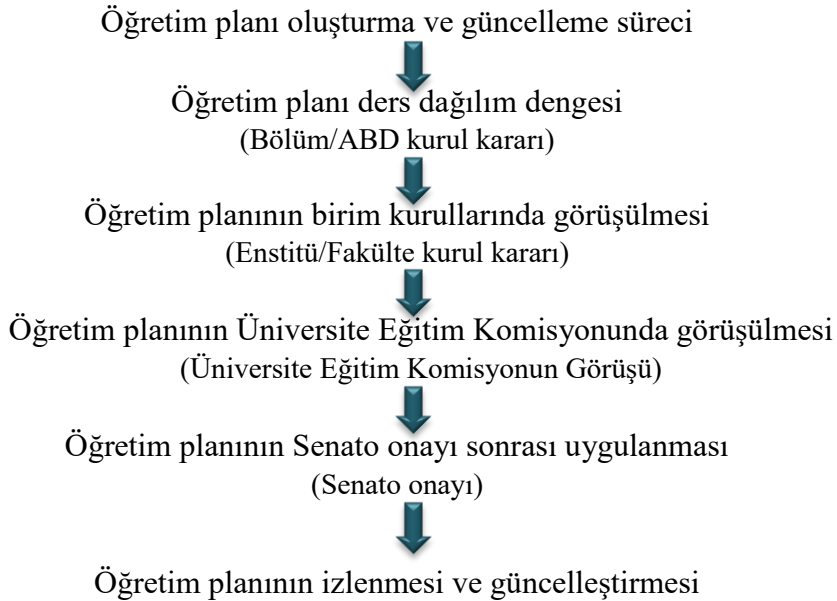 Öğretim planı oluşturma ve güncelleme süreci
Öğretim planı ders dağılım dengesi
(Bölüm/ABD kurul kararı)
Öğretim planının birim kurullarında görüşülmesi
(Enstitü/Fakülte kurul kararı)
Öğretim planının Üniversite Eğitim Komisyonunda görüşülmesi
(Üniversite Eğitim Komisyonun Görüşü)
Öğretim planının Senato onayı sonrası uygulanması
(Senato onayı)
Öğretim planının izlenmesi ve güncelleştirmesi